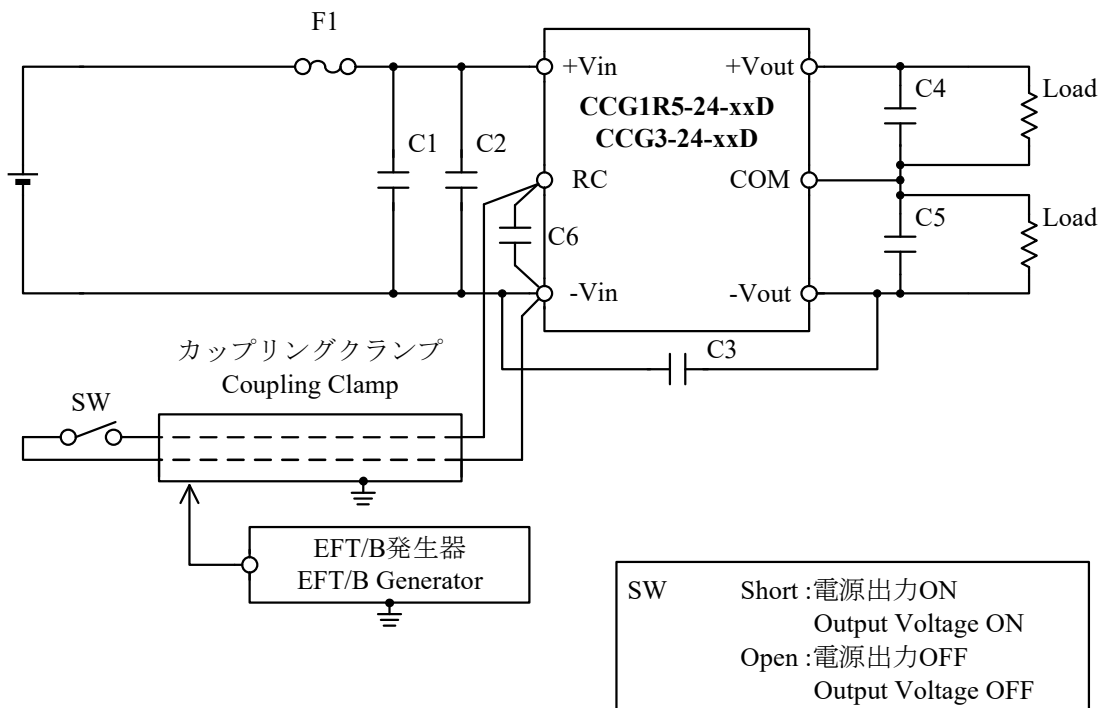 F1
+Vin
+Vout
CCG1R5-24-xxD
CCG3-24-xxD
C1
C2
C4
Load
RC
COM
C6
C5
Load
-Vin
-Vout
C3
カップリングクランプ
Coupling Clamp
SW
EFT/B発生器
EFT/B Generator
SW Short :電源出力ON
Output Voltage ON
Open :電源出力OFF
Output Voltage OFF